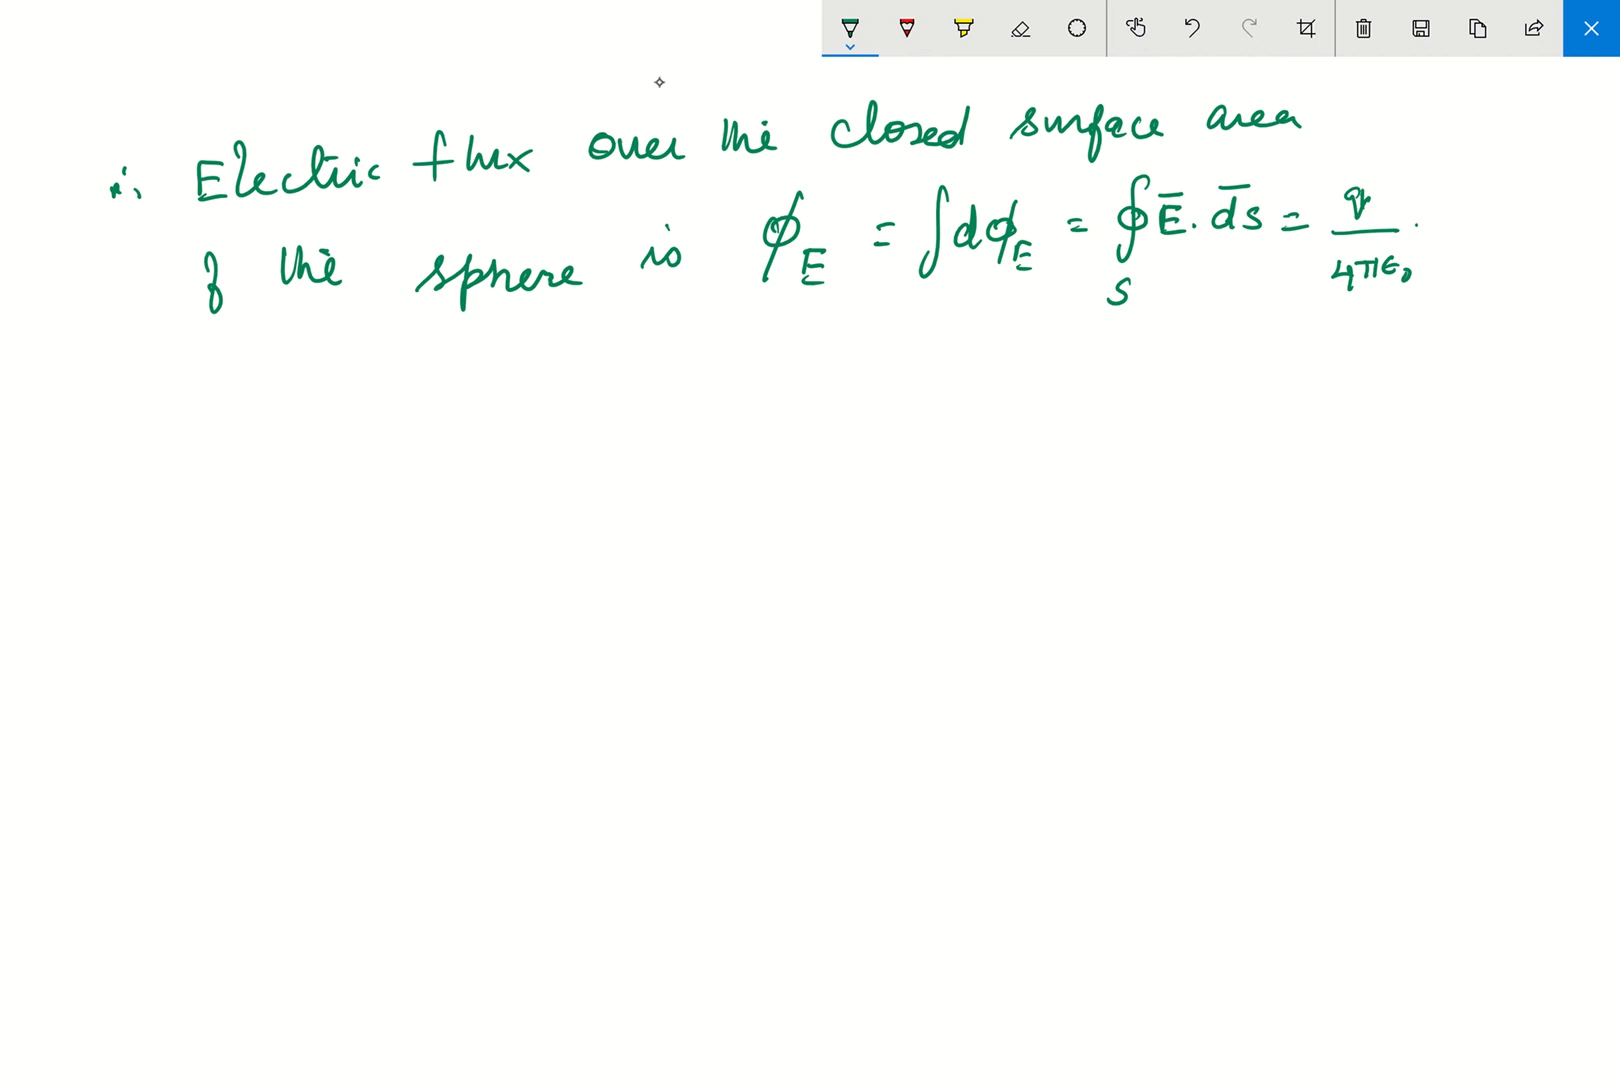 ∴ Electric flux over the closed surface area
of the sphere is ϕ_E = ∫dϕ_E = ∮_S E̅. d̅s = q/4πϵ₀.